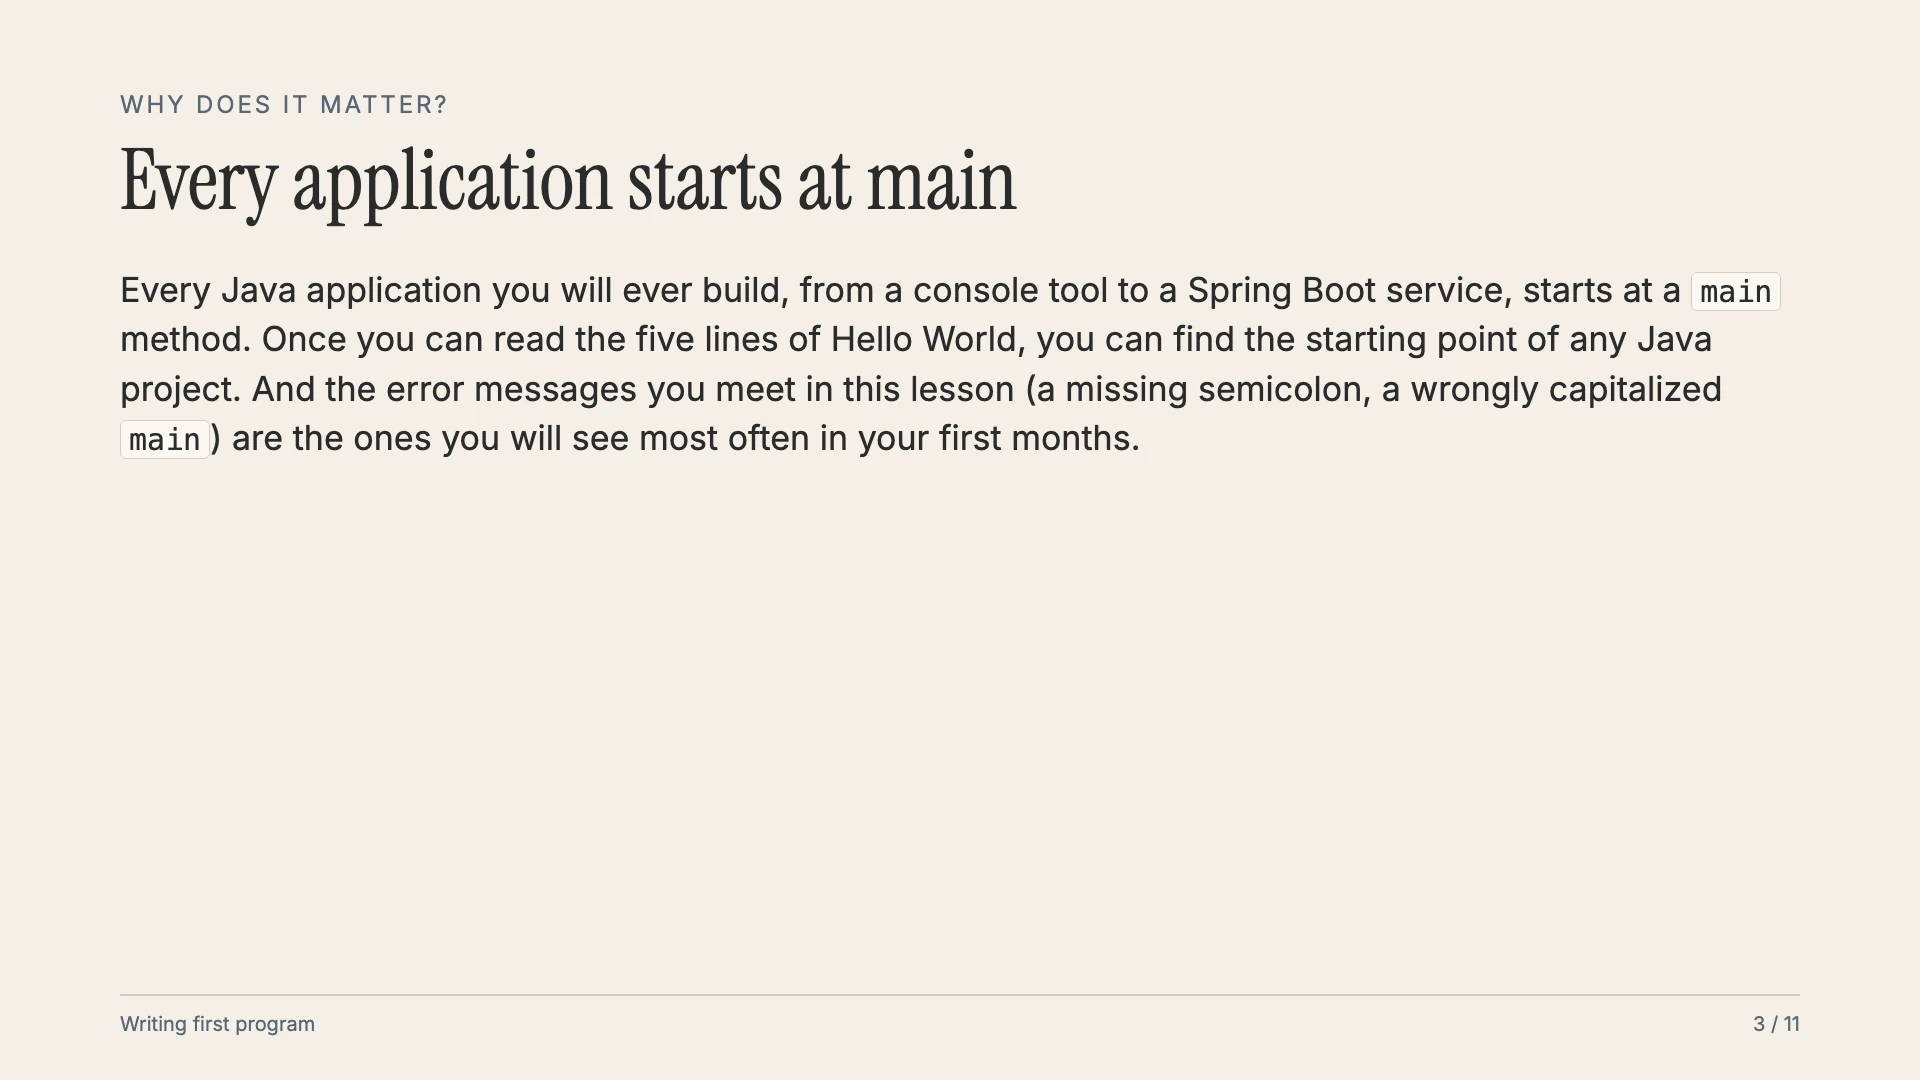 WHY DOES IT MATTER?
Every application starts at main
Every Java application you will ever build, from a console tool to a Spring Boot service, starts at a main
method. Once you can read the five lines of Hello World, you can find the starting point of any Java
project. And the error messages you meet in this lesson (a missing semicolon, a wrongly capitalized
main) are the ones you will see most often in your first months.
Writing first program
3 / 11